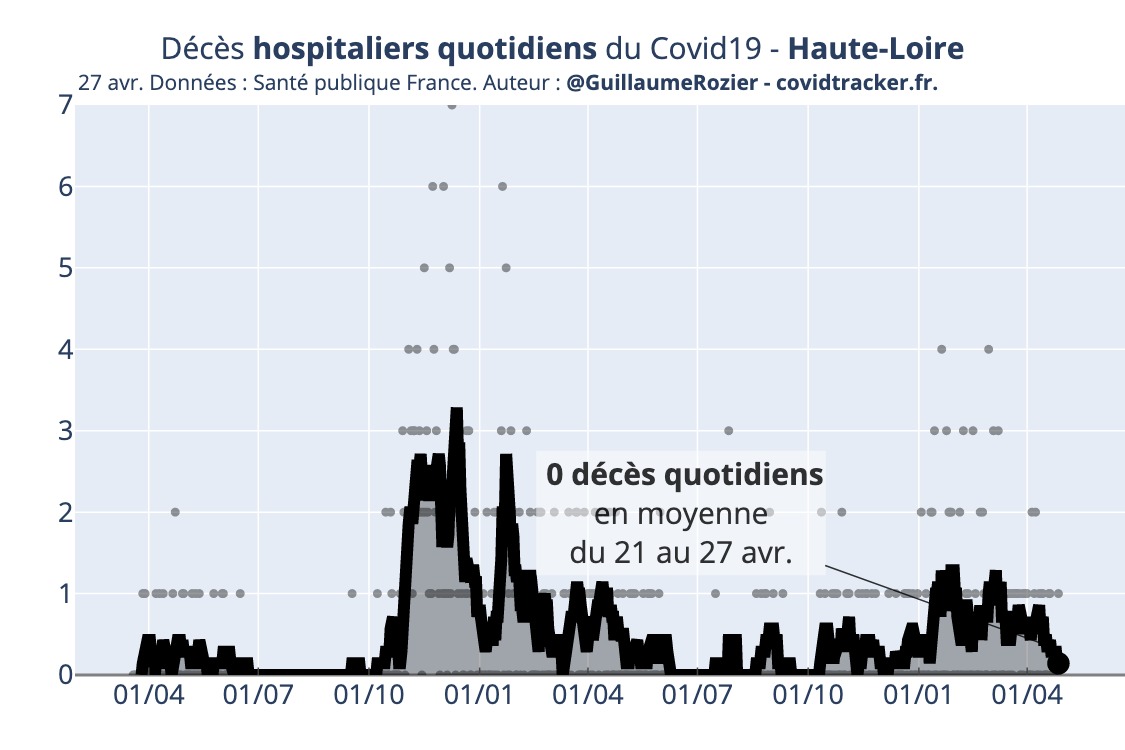 Décès hospitaliers quotidiens du Covid19 - Haute-Loire
27 avr. Données : Santé publique France. Auteur : @GuillaumeRozier - covidtracker.fr.
7
6
5
4
3
2
1
0
0 décès quotidiens
en moyenne
du 21 au 27 avr.
01/04 01/07 01/10 01/01 01/04 01/07 01/10 01/01 01/04